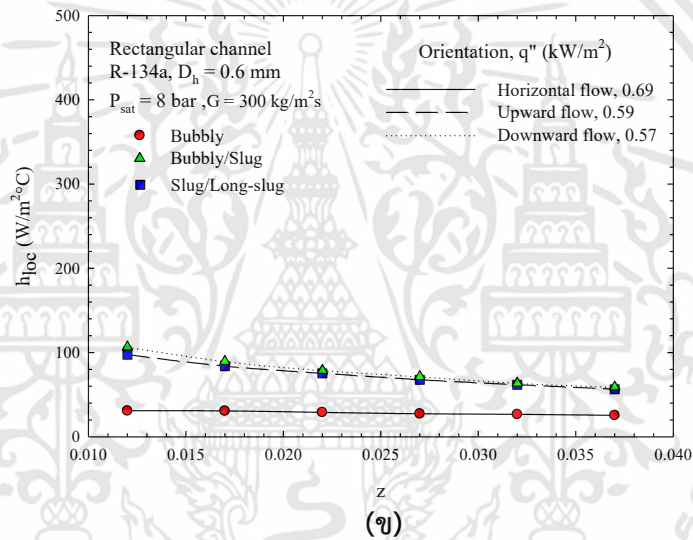 500
400
300
200
100
0
h_loc (W/m²°C)
Rectangular channel
R-134a, D_h = 0.6 mm
P_sat = 8 bar ,G = 300 kg/m²s
Bubbly
Bubbly/Slug
Slug/Long-slug
Orientation, q" (kW/m²)
Horizontal flow, 0.69
Upward flow, 0.59
Downward flow, 0.57
0.010 0.015 0.020 0.025 0.030 0.035 0.040
z
(ข)